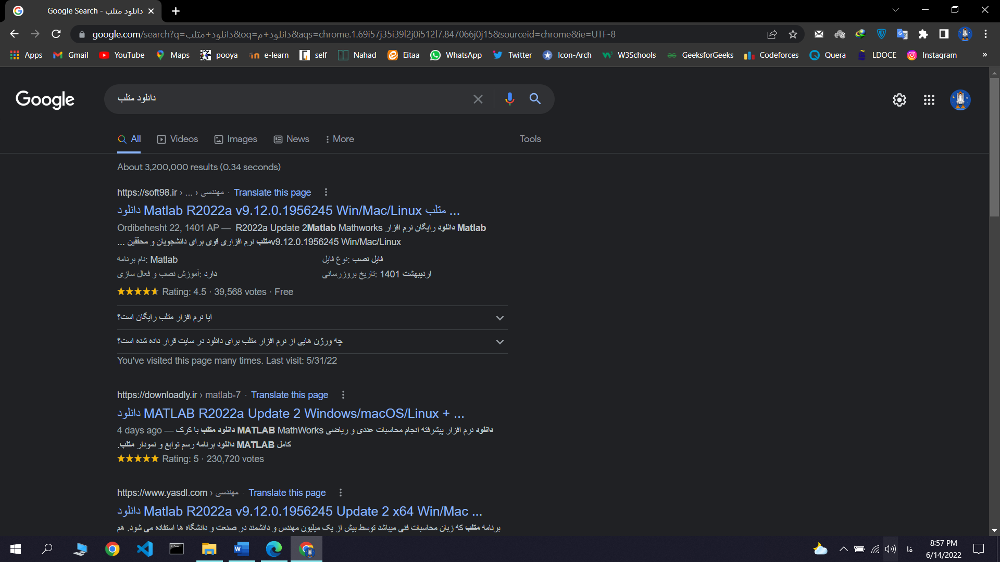 دانلود متلب - Google Search
google.com/search?q=دانلود+متلب&oq=دانلود+م&aqs=chrome.1.69i57j35i39l2j0i512l7.847066j0j15&sourceid=chrome&ie=UTF-8
Apps Gmail YouTube Maps pooya e-learn self Nahad Eitaa WhatsApp Twitter Icon-Arch W3Schools GeeksforGeeks Codeforces Quera LDOCE Instagram »
Google
دانلود متلب
All Videos Images News More Tools
About 3,200,000 results (0.34 seconds)
https://soft98.ir › ... › مهندسی · Translate this page
دانلود Matlab R2022a v9.12.0.1956245 Win/Mac/Linux متلب ...
Ordibehesht 22, 1401 AP — R2022a Update 2Matlab Mathworks دانلود رایگان نرم افزار Matlab
v9.12.0.1956245 Win/Mac/Linuxمتلب نرم افزاری قوی برای دانشجویان و محقّقین ...
نام برنامه: Matlab
نوع فایل: فایل نصب
آموزش نصب و فعال سازی: دارد
تاریخ بروزرسانی: اردیبهشت 1401
Rating: 4.5 · 39,568 votes · Free
آیا نرم افزار متلب رایگان است؟
چه ورژن هایی از نرم افزار متلب برای دانلود در سایت قرار داده شده است؟
You've visited this page many times. Last visit: 5/31/22
https://downloadly.ir › matlab-7 · Translate this page
دانلود MATLAB R2022a Update 2 Windows/macOS/Linux + ...
4 days ago — دانلود نرم افزار پیشرفته انجام محاسبات عددی و ریاضی MATLAB MathWorks دانلود متلب با کرک
کامل MATLAB دانلود برنامه رسم توابع و نمودار متلب.
Rating: 5 · 230,720 votes
https://www.yasdl.com › مهندسی · Translate this page
دانلود Matlab R2022a v9.12.0.1956245 Update 2 x64 Win/Mac ...
برنامه متلب که زبان محاسبات فنی میباشد توسط بیش از یک میلیون مهندس و دانشمند در صنعت و دانشگاه ها استفاده می شود. هم
فا
8:57 PM
6/14/2022